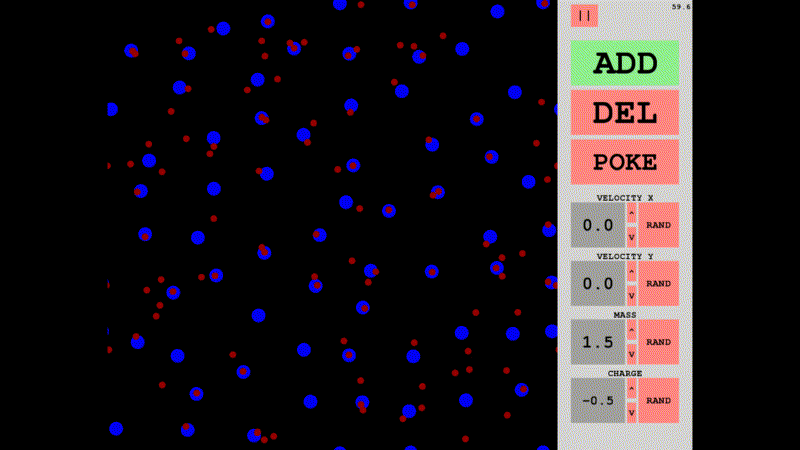 ||
59.6
ADD
DEL
POKE
VELOCITY X
0.0
^
V
RAND
VELOCITY Y
0.0
^
V
RAND
MASS
1.5
^
V
RAND
CHARGE
-0.5
^
V
RAND